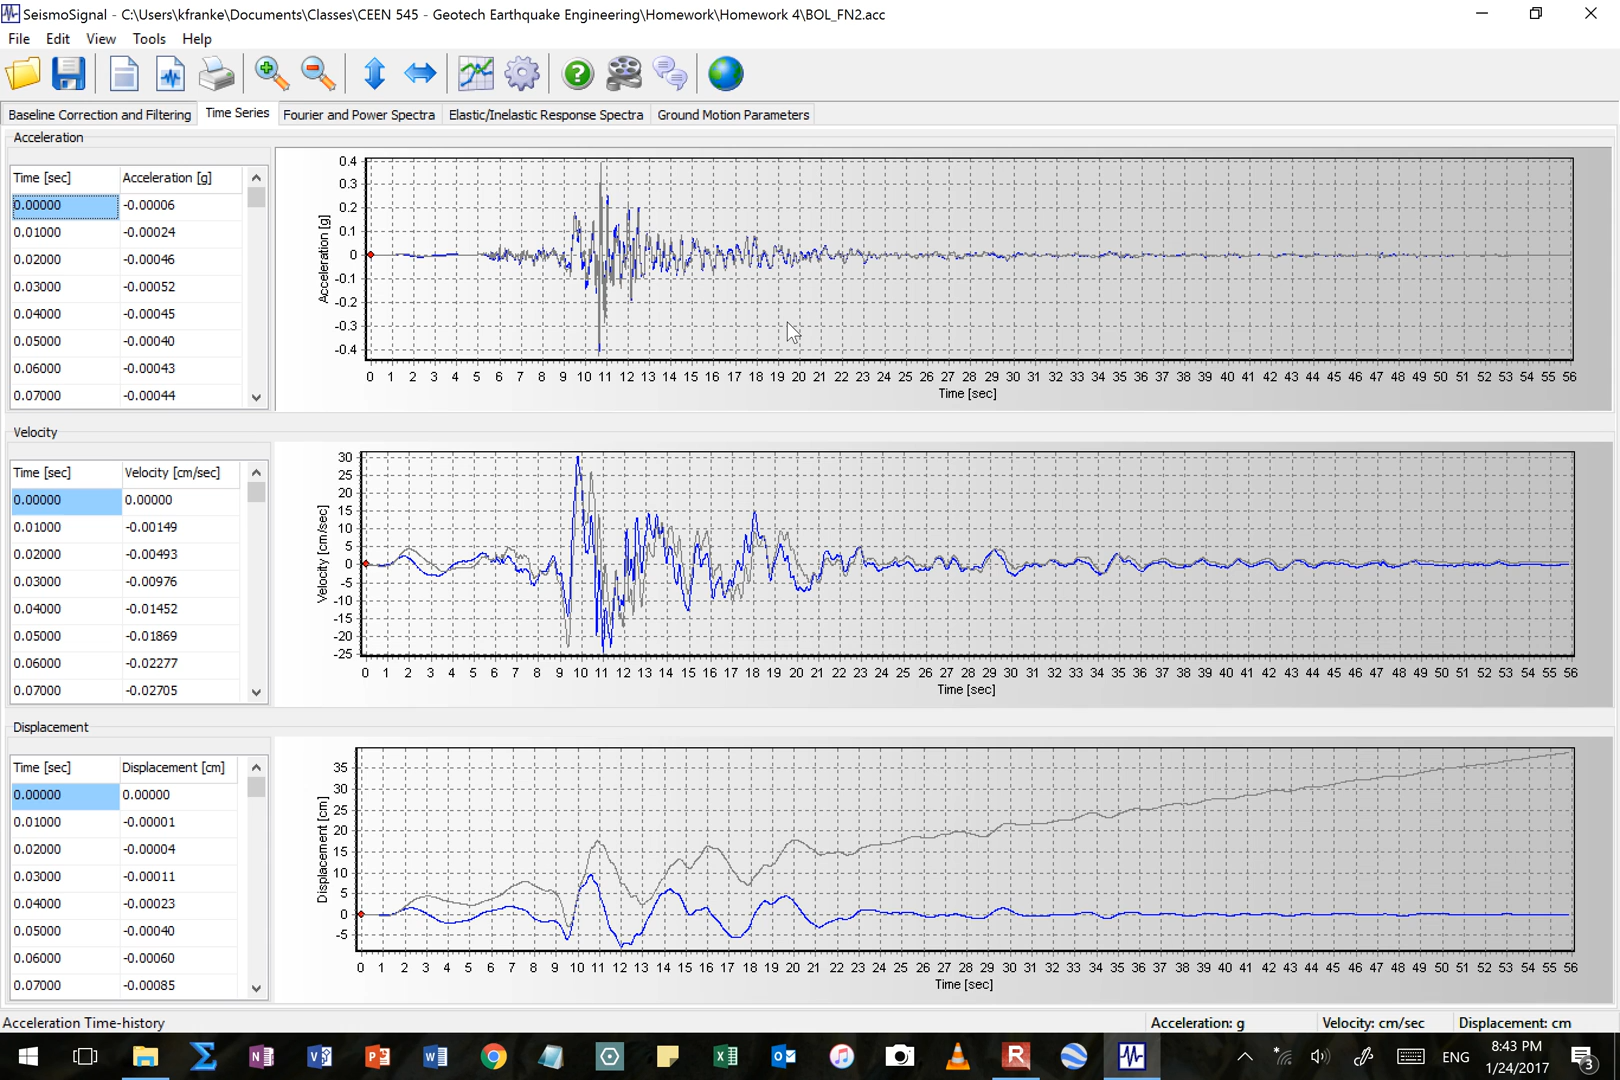 SeismoSignal - C:\Users\kfranke\Documents\Classes\CEEN 545 - Geotech Earthquake Engineering\Homework\Homework 4\BOL_FN2.acc
File Edit View Tools Help
Baseline Correction and Filtering Time Series Fourier and Power Spectra Elastic/Inelastic Response Spectra Ground Motion Parameters
Acceleration
Time [sec] Acceleration [g]
0.00000 -0.00006
0.01000 -0.00024
0.02000 -0.00046
0.03000 -0.00052
0.04000 -0.00045
0.05000 -0.00040
0.06000 -0.00043
0.07000 -0.00044
Acceleration [g]
0.4
0.3
0.2
0.1
0
-0.1
-0.2
-0.3
-0.4
0 1 2 3 4 5 6 7 8 9 10 11 12 13 14 15 16 17 18 19 20 21 22 23 24 25 26 27 28 29 30 31 32 33 34 35 36 37 38 39 40 41 42 43 44 45 46 47 48 49 50 51 52 53 54 55 56
Time [sec]
Velocity
Time [sec] Velocity [cm/sec]
0.00000 0.00000
0.01000 -0.00149
0.02000 -0.00493
0.03000 -0.00976
0.04000 -0.01452
0.05000 -0.01869
0.06000 -0.02277
0.07000 -0.02705
Velocity [cm/sec]
30
25
20
15
10
5
0
-5
-10
-15
-20
-25
0 1 2 3 4 5 6 7 8 9 10 11 12 13 14 15 16 17 18 19 20 21 22 23 24 25 26 27 28 29 30 31 32 33 34 35 36 37 38 39 40 41 42 43 44 45 46 47 48 49 50 51 52 53 54 55 56
Time [sec]
Displacement
Time [sec] Displacement [cm]
0.00000 0.00000
0.01000 -0.00001
0.02000 -0.00004
0.03000 -0.00011
0.04000 -0.00023
0.05000 -0.00040
0.06000 -0.00060
0.07000 -0.00085
Displacement [cm]
35
30
25
20
15
10
5
0
-5
0 1 2 3 4 5 6 7 8 9 10 11 12 13 14 15 16 17 18 19 20 21 22 23 24 25 26 27 28 29 30 31 32 33 34 35 36 37 38 39 40 41 42 43 44 45 46 47 48 49 50 51 52 53 54 55 56
Time [sec]
Acceleration Time-history Acceleration: g Velocity: cm/sec Displacement: cm
ENG
8:43 PM
1/24/2017
3